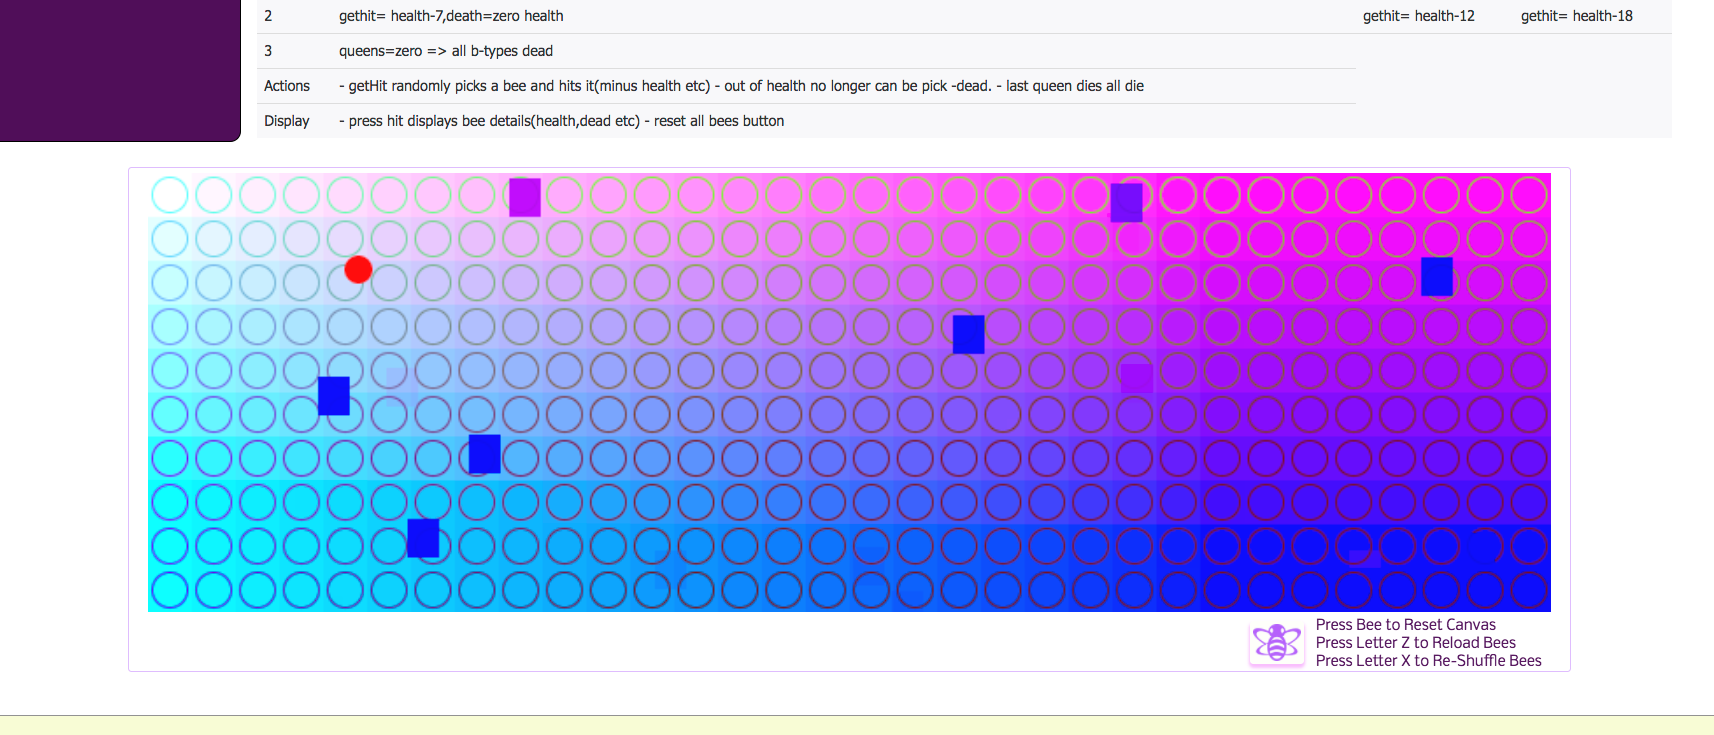 2 gethit= health-7,death=zero health gethit= health-12 gethit= health-18
3 queens=zero => all b-types dead
Actions - getHit randomly picks a bee and hits it(minus health etc) - out of health no longer can be pick -dead. - last queen dies all die
Display - press hit displays bee details(health,dead etc) - reset all bees button
Press Bee to Reset Canvas
Press Letter Z to Reload Bees
Press Letter X to Re-Shuffle Bees